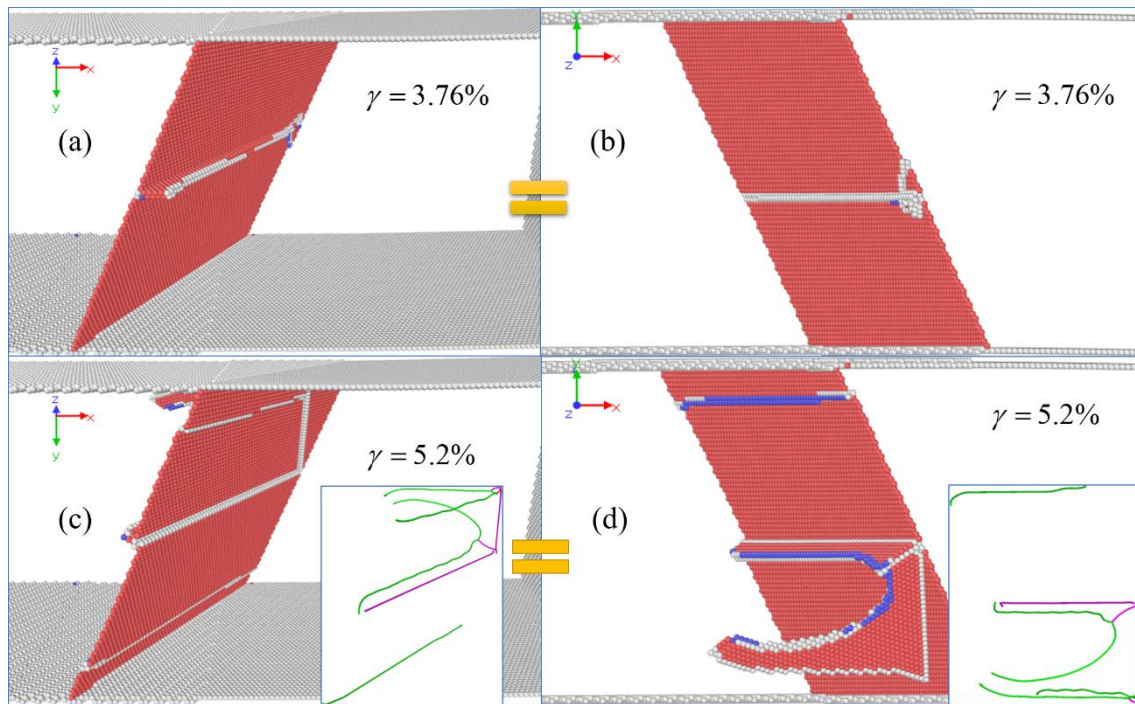 z
x
y
γ = 3.76%
(a)
y
z
x
γ = 3.76%
(b)
z
x
y
γ = 5.2%
(c)
y
z
x
γ = 5.2%
(d)